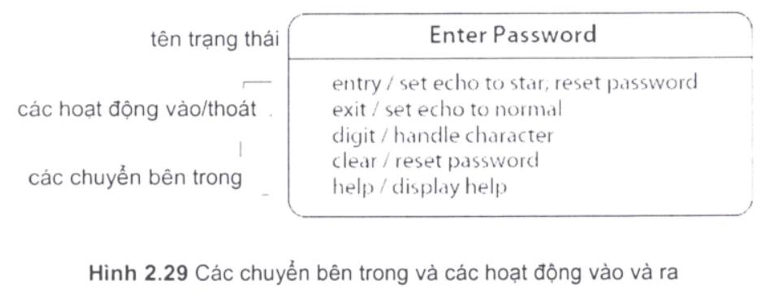 tên trạng thái
Enter Password
entry / set echo to star, reset password
các hoạt động vào/thoát
exit / set echo to normal
digit / handle character
clear / reset password
các chuyển bên trong
help / display help
Hình 2.29 Các chuyển bên trong và các hoạt động vào và ra